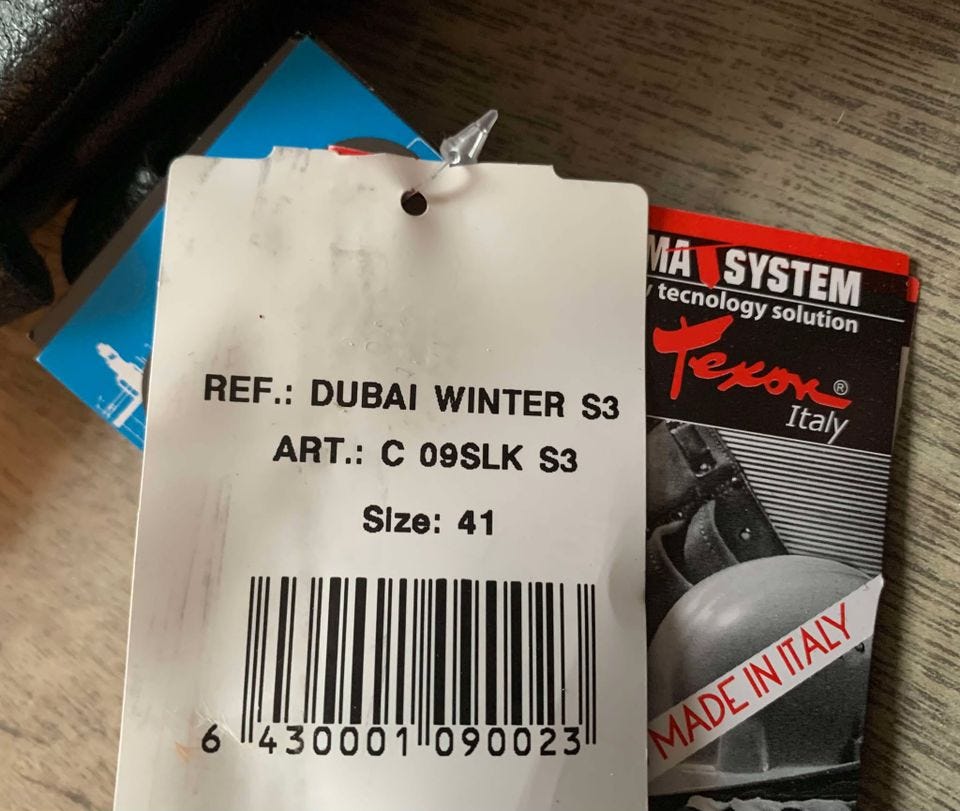 REF.: DUBAI WINTER S3
ART.: C 09SLK S3
Size: 41
6 430001 090023
MA SYSTEM
tecnology solution
Texon®
Italy
MADE IN ITALY